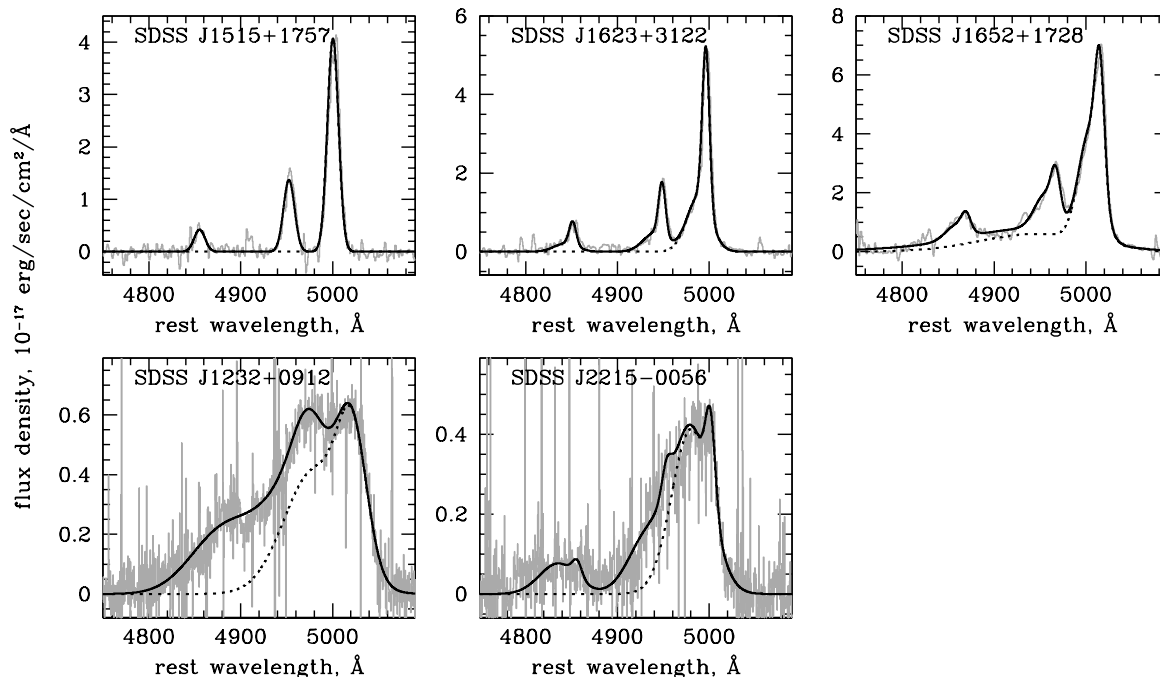 flux density, 10⁻¹⁷ erg/sec/cm²/Å
SDSS J1515+1757
4
3
2
1
0
4800 4900 5000
rest wavelength, Å
SDSS J1623+3122
6
4
2
0
4800 4900 5000
rest wavelength, Å
SDSS J1652+1728
8
6
4
2
0
4800 4900 5000
rest wavelength, Å
SDSS J1232+0912
0.6
0.4
0.2
0
4800 4900 5000
rest wavelength, Å
SDSS J2215−0056
0.4
0.2
0
4800 4900 5000
rest wavelength, Å